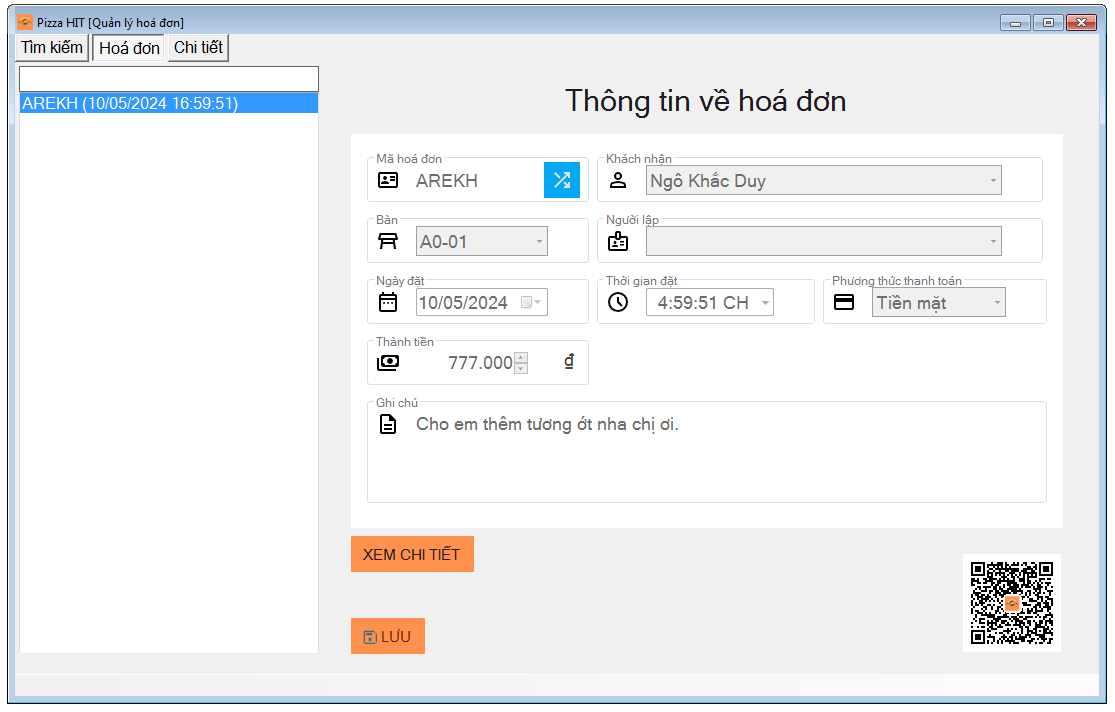 Pizza HIT [Quản lý hoá đơn]
Tìm kiếm Hoá đơn Chi tiết
AREKH (10/05/2024 16:59:51)
Thông tin về hoá đơn
Mã hoá đơn
AREKH
Khách nhận
Ngô Khắc Duy
Bàn
A0-01
Người lập
Ngày đặt
10/05/2024
Thời gian đặt
4:59:51 CH
Phương thức thanh toán
Tiền mặt
Thành tiền
777.000 ₫
Ghi chú
Cho em thêm tương ớt nha chị ơi.
XEM CHI TIẾT
LƯU